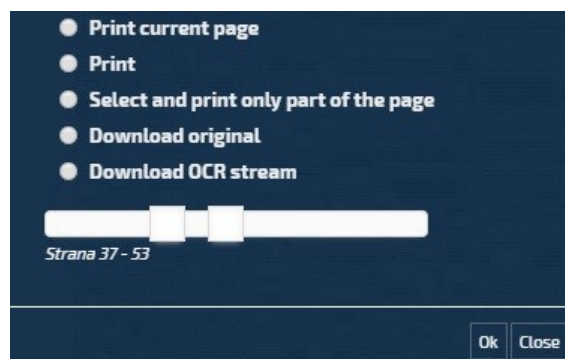 Print current page
Print
Select and print only part of the page
Download original
Download OCR stream
Strana 37 - 53
Ok Close